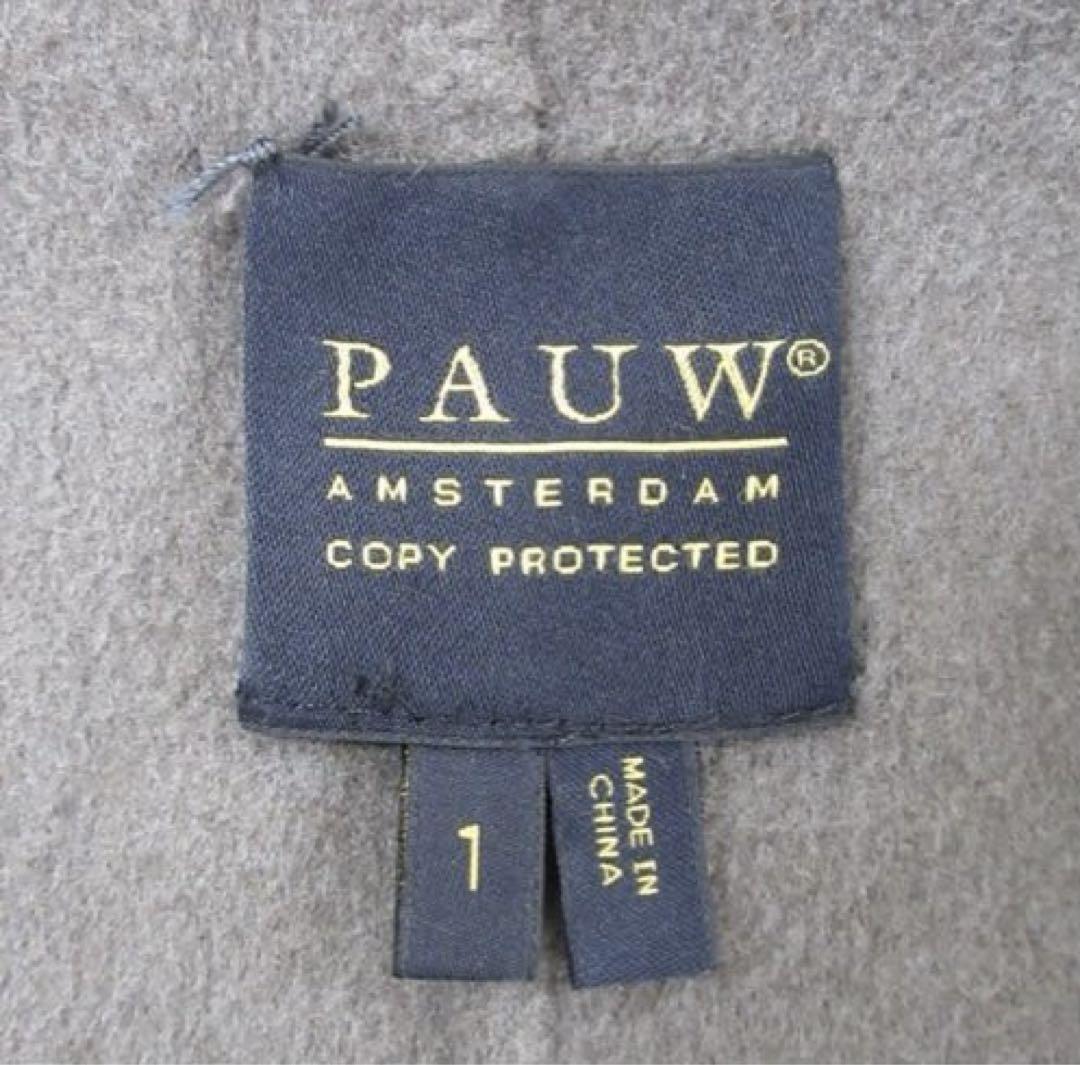 PAUW®
AMSTERDAM
COPY PROTECTED
1
MADE IN
CHINA